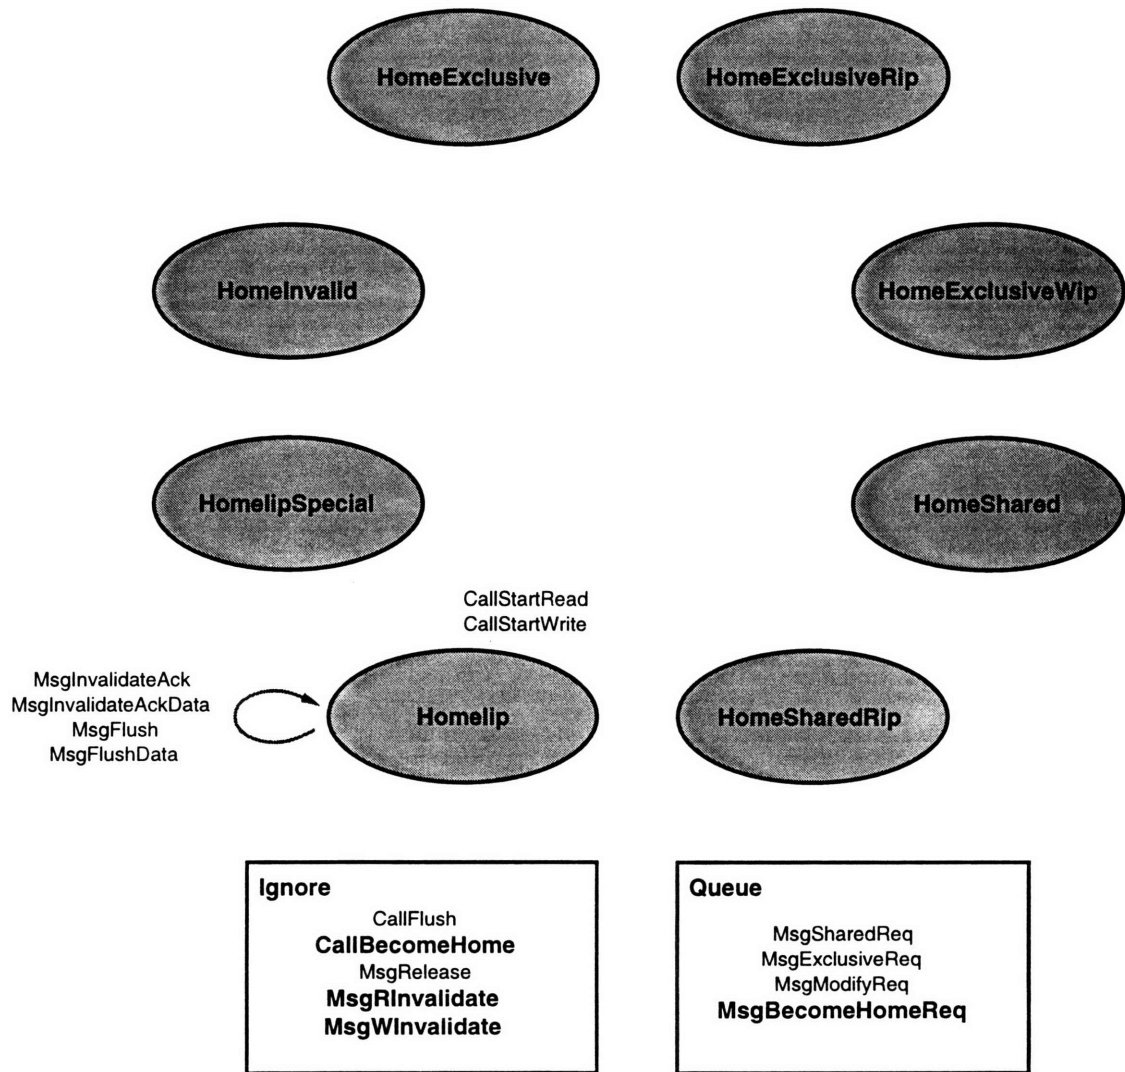 HomeExclusive
HomeExclusiveRip
HomeInvalid
HomeExclusiveWip
HomeIipSpecial
HomeShared
CallStartRead
CallStartWrite
MsgInvalidateAck
MsgInvalidateAckData
MsgFlush
MsgFlushData
HomeIip
HomeSharedRip
Ignore
CallFlush
CallBecomeHome
MsgRelease
MsgRInvalidate
MsgWInvalidate
Queue
MsgSharedReq
MsgExclusiveReq
MsgModifyReq
MsgBecomeHomeReq